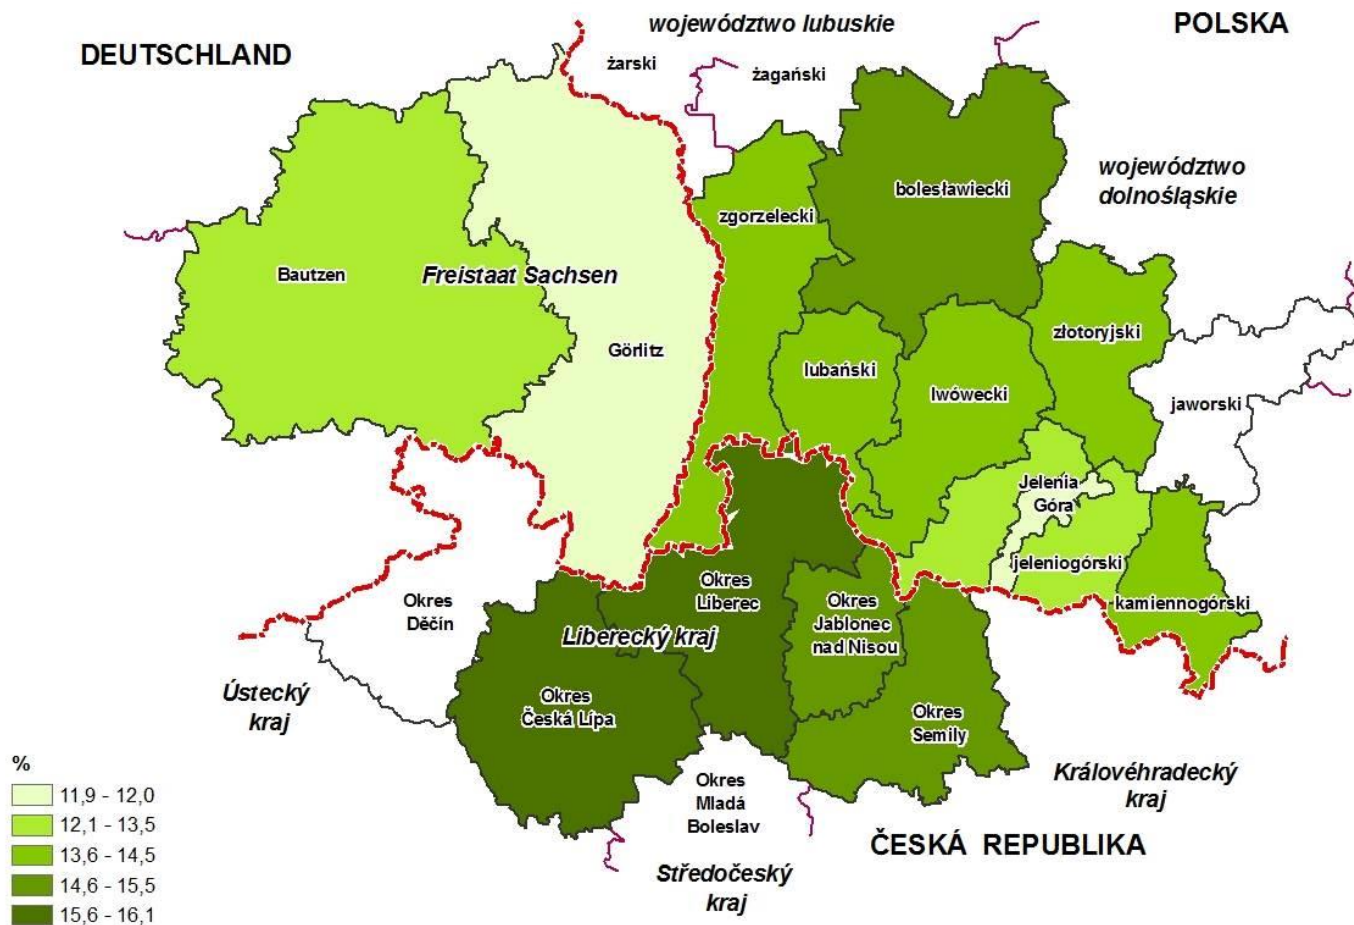 województwo lubuskie
POLSKA
DEUTSCHLAND
żarski
żagański
województwo
dolnośląskie
bolesławiecki
zgorzelecki
Bautzen
Freistaat Sachsen
złotoryjski
Görlitz
lubański
lwówecki
jaworski
Jelenia
Góra
jeleniogórski
kamiennogórski
Okres
Děčín
Okres
Liberec
Okres
Jablonec
nad Nisou
Liberecký kraj
Ústecký
kraj
Okres
Česká Lípa
Okres
Semily
Okres
Mladá
Boleslav
Královéhradecký
kraj
ČESKÁ REPUBLIKA
Středočeský
kraj
%
11,9 - 12,0
12,1 - 13,5
13,6 - 14,5
14,6 - 15,5
15,6 - 16,1